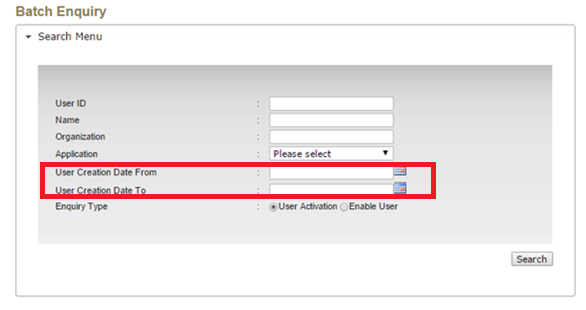 Batch Enquiry
Search Menu
User ID :
Name :
Organization :
Application : Please select
User Creation Date From :
User Creation Date To :
Enquiry Type : User Activation Enable User
Search